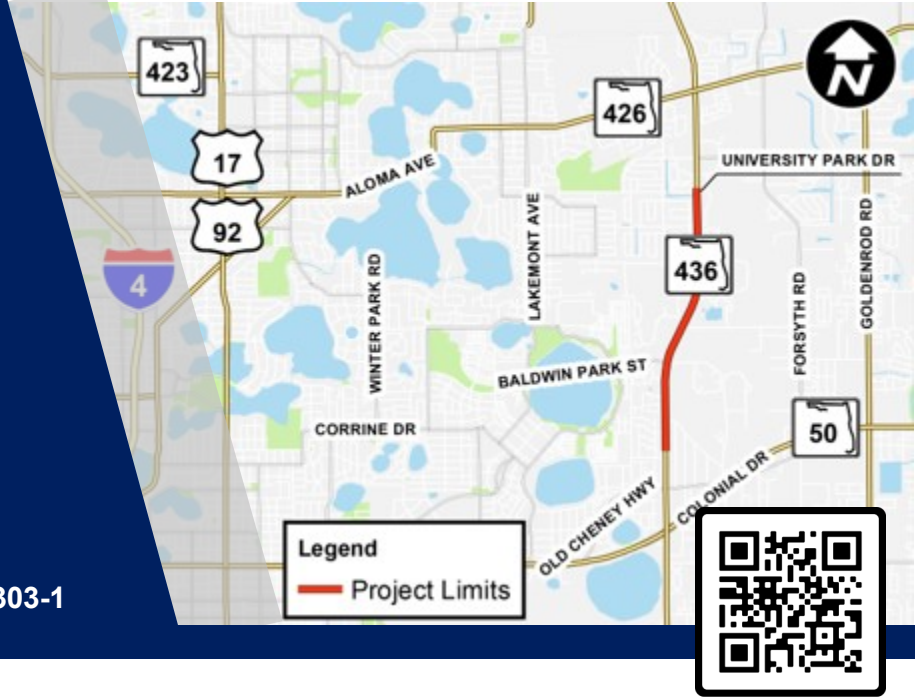 423
426
N
17
UNIVERSITY PARK DR
ALOMA AVE
92
LAKEMONT AVE
GOLDENROD RD
436
4
WINTER PARK RD
FORSYTH RD
BALDWIN PARK ST
CORRINE DR
50
OLD CHENEY HWY
COLONIAL DR
Legend
Project Limits
303-1